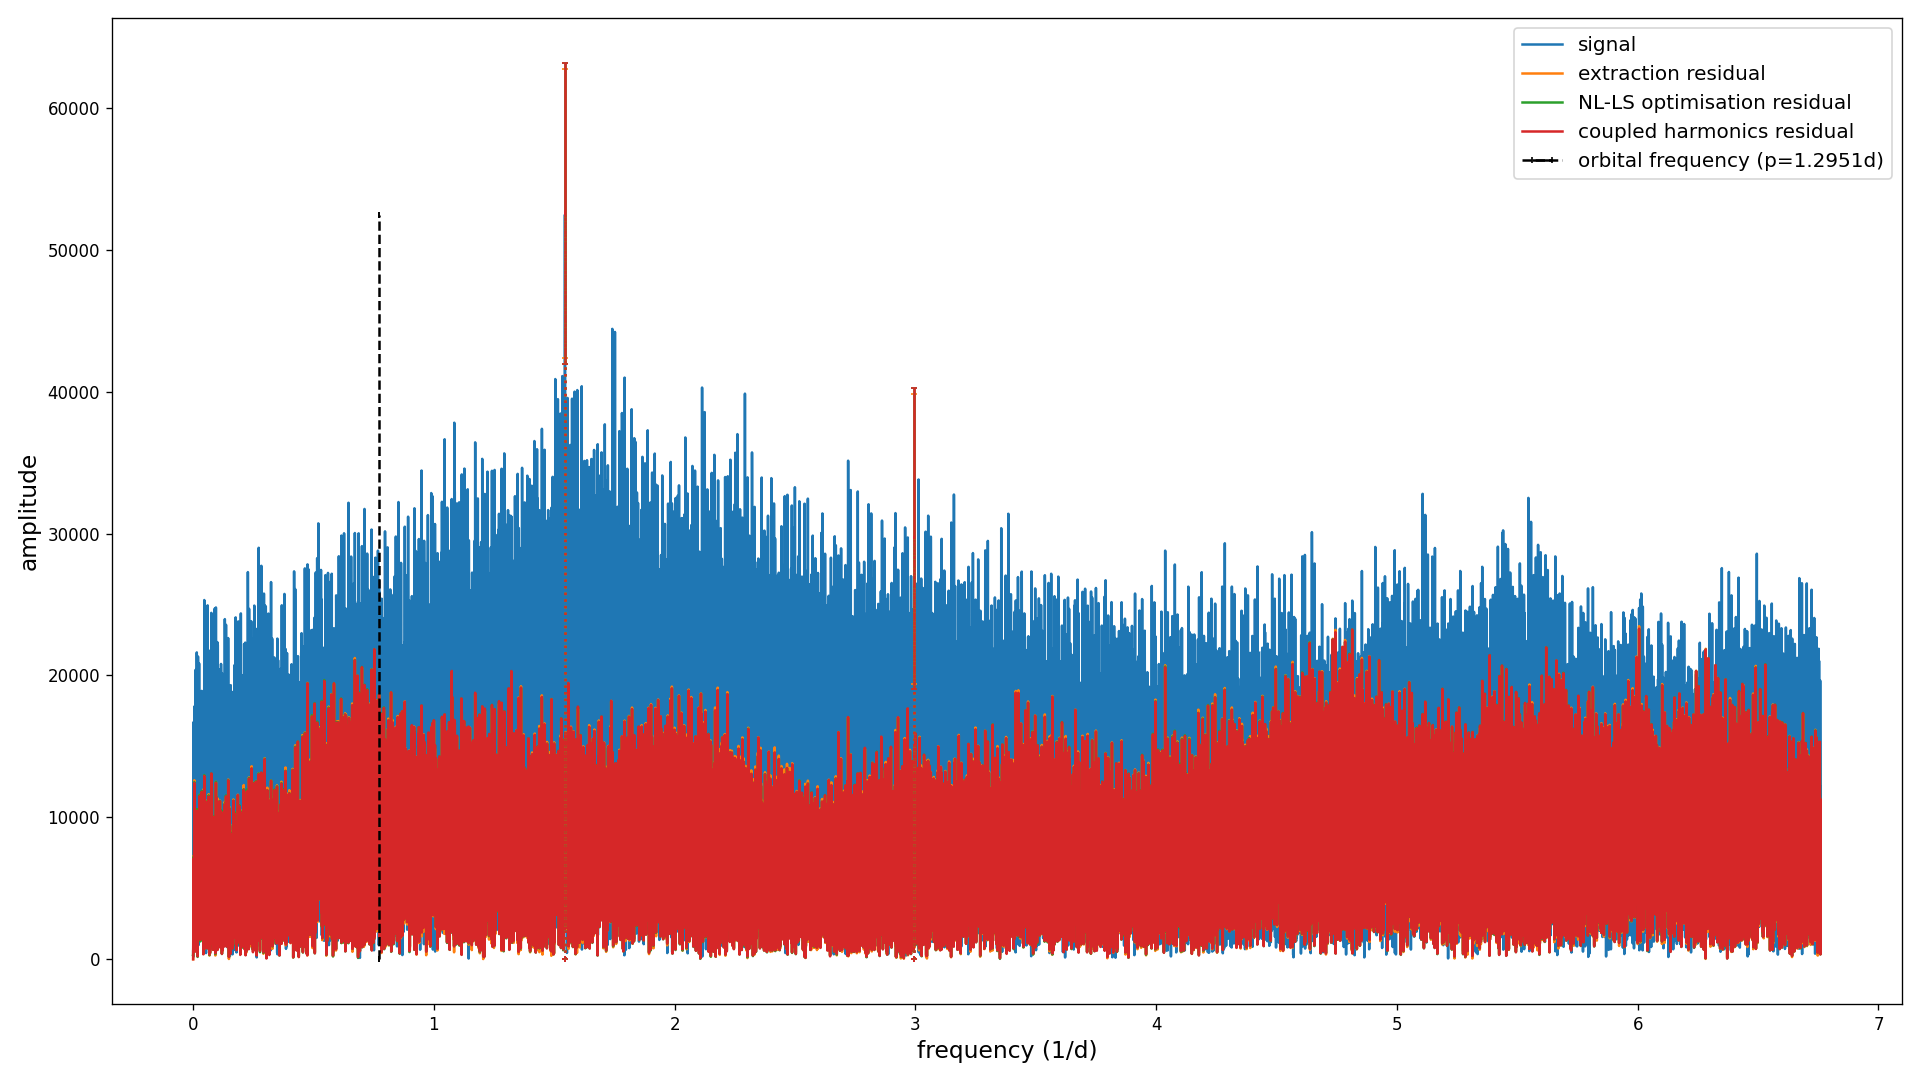 signal
extraction residual
NL-LS optimisation residual
coupled harmonics residual
orbital frequency (p=1.2951d)
60000
50000
40000
30000
20000
10000
0
amplitude
0 1 2 3 4 5 6 7
frequency (1/d)